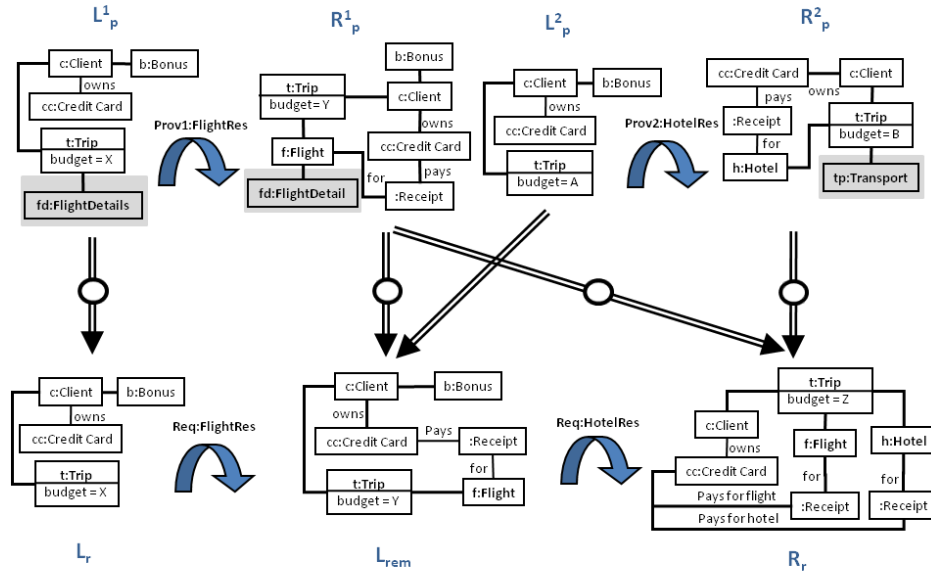 L1p
R1p
L2p
R2p
c:Client
b:Bonus
owns
cc:Credit Card
t:Trip
budget = X
fd:FlightDetails
Prov1:FlightRes
b:Bonus
t:Trip
budget= Y
c:Client
owns
cc:Credit Card
f:Flight
pays
for
fd:FlightDetail
:Receipt
c:Client
b:Bonus
owns
cc:Credit Card
t:Trip
budget= A
Prov2:HotelRes
cc:Credit Card
c:Client
owns
pays
:Receipt
t:Trip
budget= B
for
h:Hotel
tp:Transport
c:Client
b:Bonus
owns
cc:Credit Card
t:Trip
budget = X
Req:FlightRes
c:Client
b:Bonus
owns
cc:Credit Card
Pays
:Receipt
for
t:Trip
budget = Y
f:Flight
Req:HotelRes
t:Trip
budget = Z
c:Client
owns
f:Flight
h:Hotel
cc:Credit Card
for
for
Pays for flight
:Receipt
:Receipt
Pays for hotel
Lr
Lrem
Rr